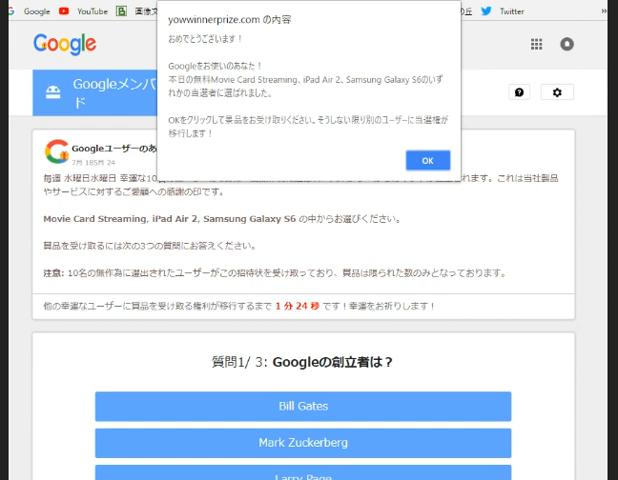 Google YouTube 画像 Twitter
yowwinnerprize.com の内容
おめでとうございます！
Googleをお使いのあなた！
本日の無料Movie Card Streaming、iPad Air 2、Samsung Galaxy S6のいずれかの当選者に選ばれました。
OKをクリックして景品をお受け取りください。そうしない限り別のユーザーに当選権が移行します！
OK
Google
Googleメンバ
ド
Googleユーザーのあ
毎週 水曜日水曜日 幸運な10
ます。これは当社製品
やサービスに対するご愛顧への感謝の印です。
Movie Card Streaming, iPad Air 2, Samsung Galaxy S6 の中からお選びください。
賞品を受け取るには次の3つの質問にお答えください。
注意: 10名の無作為に選出されたユーザーがこの招待状を受け取っており、賞品は限られた数のみとなっております。
他の幸運なユーザーに賞品を受け取る権利が移行するまで 1 分 24 秒 です！幸運をお祈りします！
質問1/ 3: Googleの創立者は？
Bill Gates
Mark Zuckerberg
Larry Page